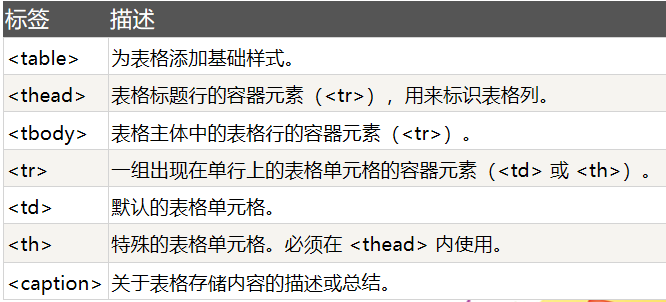 标签 描述
<table> 为表格添加基础样式。
<thead> 表格标题行的容器元素（<tr>），用来标识表格列。
<tbody> 表格主体中的表格行的容器元素（<tr>）。
<tr> 一组出现在单行上的表格单元格的容器元素（<td> 或 <th>）。
<td> 默认的表格单元格。
<th> 特殊的表格单元格。必须在 <thead> 内使用。
<caption> 关于表格存储内容的描述或总结。